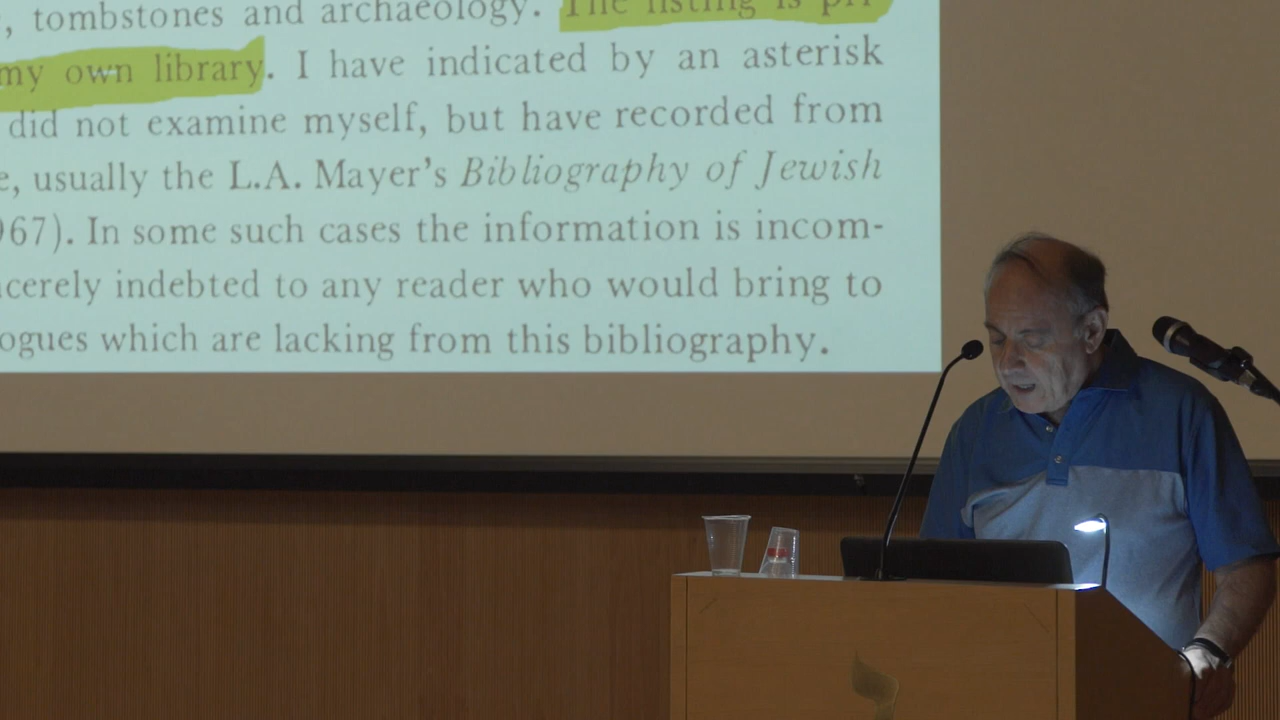 , tombstones and archaeology. The listing is pri-
my own library. I have indicated by an asterisk
did not examine myself, but have recorded from
e, usually the L.A. Mayer's Bibliography of Jewish
967). In some such cases the information is incom-
ncerely indebted to any reader who would bring to
ogues which are lacking from this bibliography.